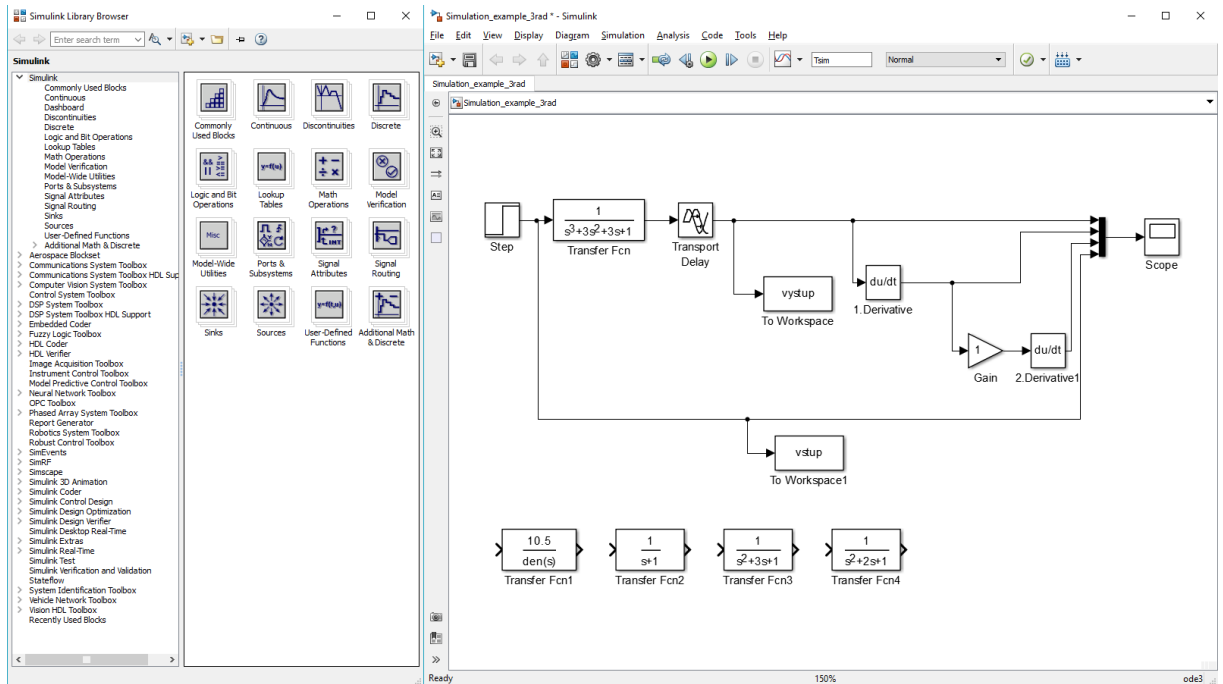 Simulink Library Browser
Enter search term
Simulink
Simulink
Commonly Used Blocks
Continuous
Dashboard
Discontinuities
Discrete
Logic and Bit Operations
Lookup Tables
Math Operations
Model Verification
Model-Wide Utilities
Ports & Subsystems
Signal Attributes
Signal Routing
Sinks
Sources
User-Defined Functions
Additional Math & Discrete
Aerospace Blockset
Communications System Toolbox
Communications System Toolbox HDL Sup
Computer Vision System Toolbox
Control System Toolbox
DSP System Toolbox
DSP System Toolbox HDL Support
Embedded Coder
Fuzzy Logic Toolbox
HDL Coder
HDL Verifier
Image Acquisition Toolbox
Instrument Control Toolbox
Model Predictive Control Toolbox
Neural Network Toolbox
OPC Toolbox
Phased Array System Toolbox
Report Generator
Robotics System Toolbox
Robust Control Toolbox
SimEvents
SimRF
Simscape
Simulink 3D Animation
Simulink Coder
Simulink Control Design
Simulink Design Optimization
Simulink Design Verifier
Simulink Desktop Real-Time
Simulink Extras
Simulink Real-Time
Simulink Test
Simulink Verification and Validation
Stateflow
System Identification Toolbox
Vehicle Network Toolbox
Vision HDL Toolbox
Recently Used Blocks
Commonly Used Blocks
Continuous
Discontinuities
Discrete
y=f(u)
Logic and Bit Operations
Lookup Tables
Math Operations
Model Verification
Misc
Model-Wide Utilities
Ports & Subsystems
Signal Attributes
Signal Routing
y=f(t,u)
Sinks
Sources
User-Defined Functions
Additional Math & Discrete
Simulation_example_3rad * - Simulink
File Edit View Display Diagram Simulation Analysis Code Tools Help
Tsim Normal
Simulation_example_3rad
Simulation_example_3rad
Step
1
s³+3s²+3s+1
Transfer Fcn
Transport
Delay
Scope
vystup
To Workspace
du/dt
1.Derivative
1
Gain
du/dt
2.Derivative1
vstup
To Workspace1
10.5
den(s)
Transfer Fcn1
1
s+1
Transfer Fcn2
1
s²+3s+1
Transfer Fcn3
1
s²+2s+1
Transfer Fcn4
Ready 150% ode3